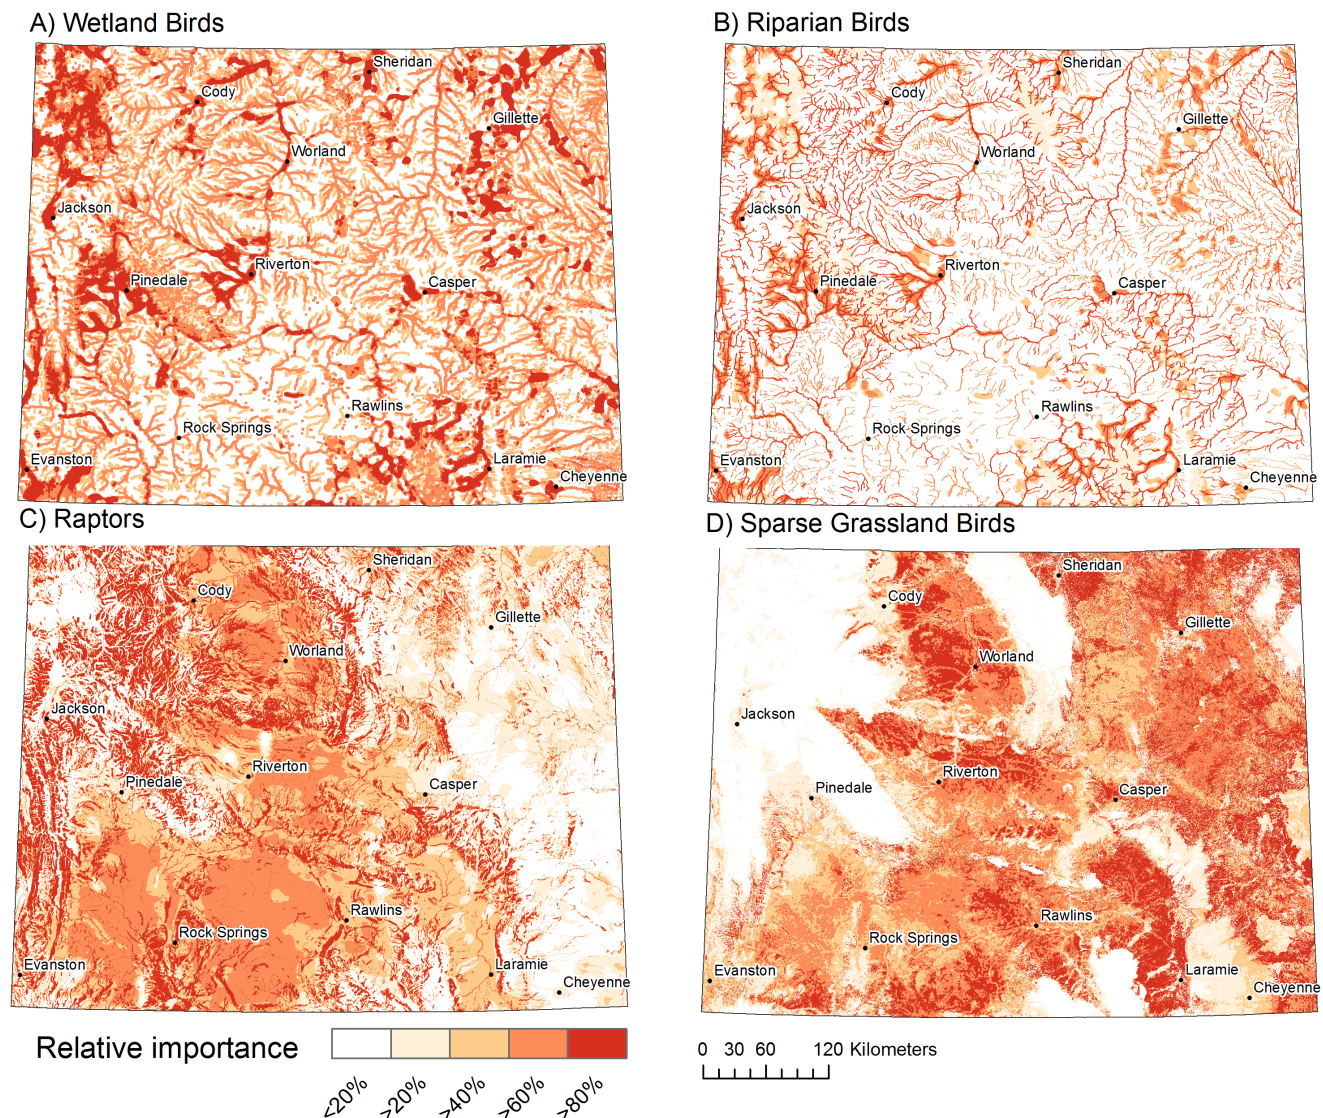 A) Wetland Birds
B) Riparian Birds
Sheridan
Cody
Gillette
Worland
Jackson
Riverton
Pinedale
Casper
Rawlins
Rock Springs
Evanston
Laramie
Cheyenne
Sheridan
Cody
Gillette
Worland
Jackson
Riverton
Pinedale
Casper
Rawlins
Rock Springs
Evanston
Laramie
Cheyenne
C) Raptors
D) Sparse Grassland Birds
Sheridan
Cody
Gillette
Worland
Jackson
Riverton
Pinedale
Casper
Rawlins
Rock Springs
Evanston
Laramie
Cheyenne
Sheridan
Cody
Gillette
Worland
Jackson
Riverton
Pinedale
Casper
Rawlins
Rock Springs
Evanston
Laramie
Cheyenne
Relative importance
<20%
>20%
>40%
>60%
>80%
0 30 60 120 Kilometers